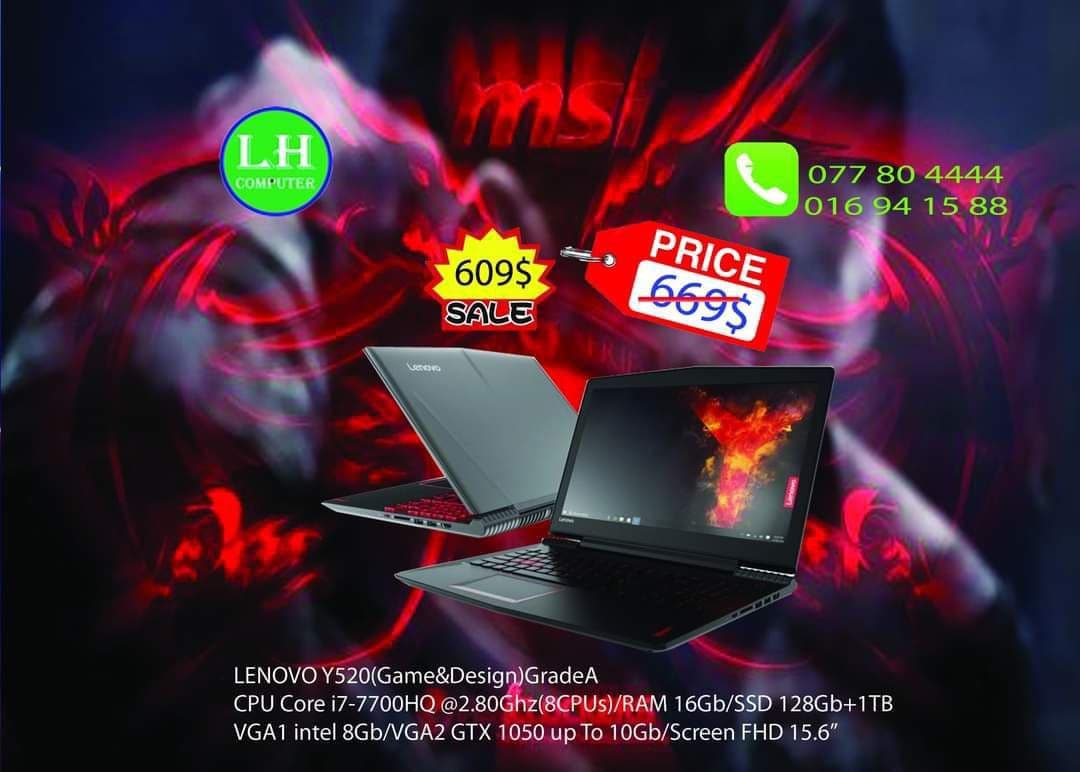 msi
LH
COMPUTER
077 80 4444
016 94 15 88
609$
SALE
PRICE
669$
Lenovo
Lenovo
Lenovo
LENOVO Y520(Game&Design)GradeA
CPU Core i7-7700HQ @2.80Ghz(8CPUs)/RAM 16Gb/SSD 128Gb+1TB
VGA1 intel 8Gb/VGA2 GTX 1050 up To 10Gb/Screen FHD 15.6”